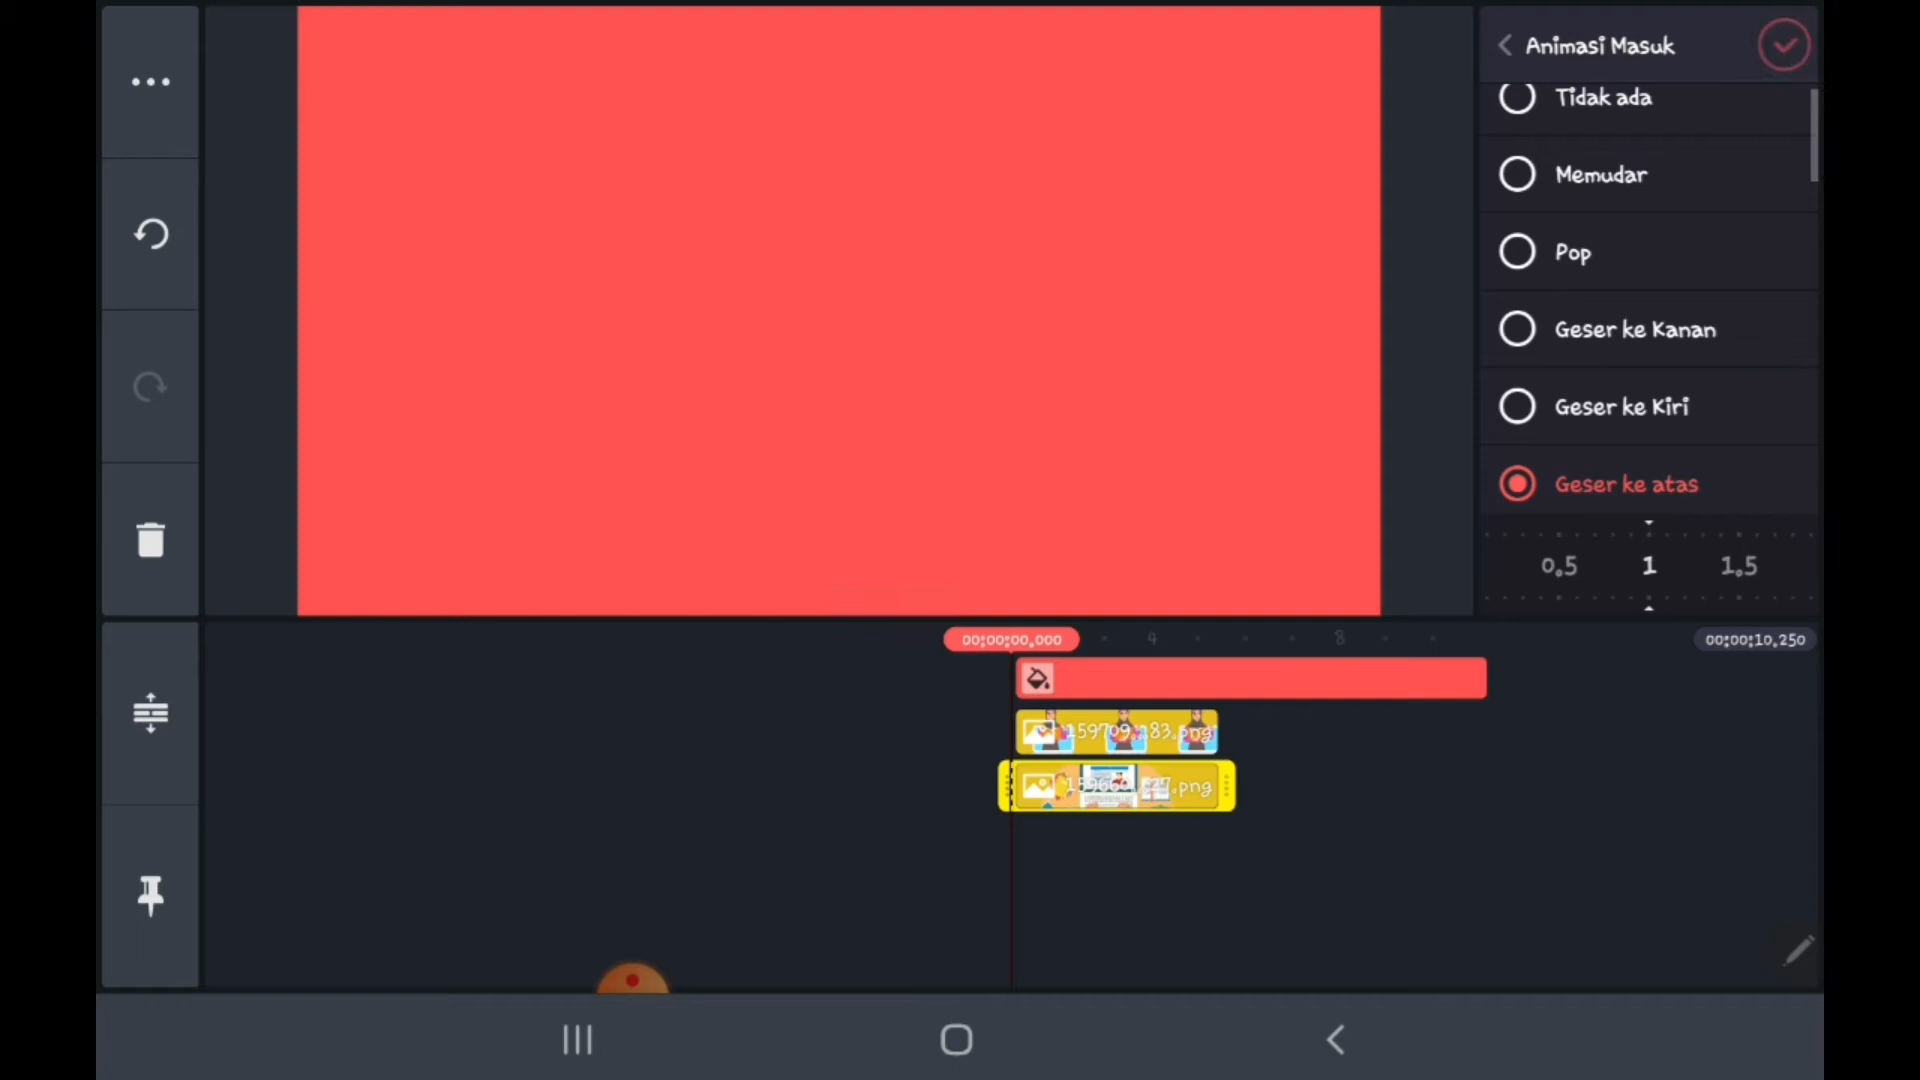 Animasi Masuk
Tidak ada
Memudar
Pop
Geser ke Kanan
Geser ke Kiri
Geser ke atas
0.5 1 1.5
00:00:00.000 4 8 00:00:10.250